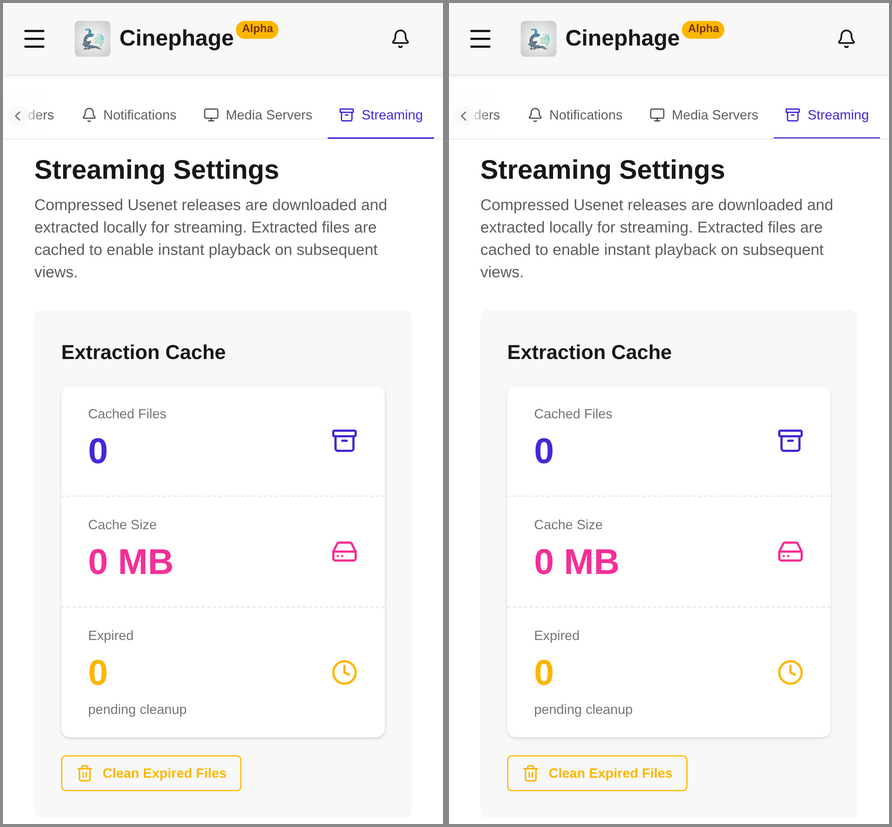 Cinephage Alpha
ders Notifications Media Servers Streaming
Streaming Settings
Compressed Usenet releases are downloaded and
extracted locally for streaming. Extracted files are
cached to enable instant playback on subsequent
views.
Extraction Cache
Cached Files
0
Cache Size
0 MB
Expired
0
pending cleanup
Clean Expired Files
Cinephage Alpha
ders Notifications Media Servers Streaming
Streaming Settings
Compressed Usenet releases are downloaded and
extracted locally for streaming. Extracted files are
cached to enable instant playback on subsequent
views.
Extraction Cache
Cached Files
0
Cache Size
0 MB
Expired
0
pending cleanup
Clean Expired Files